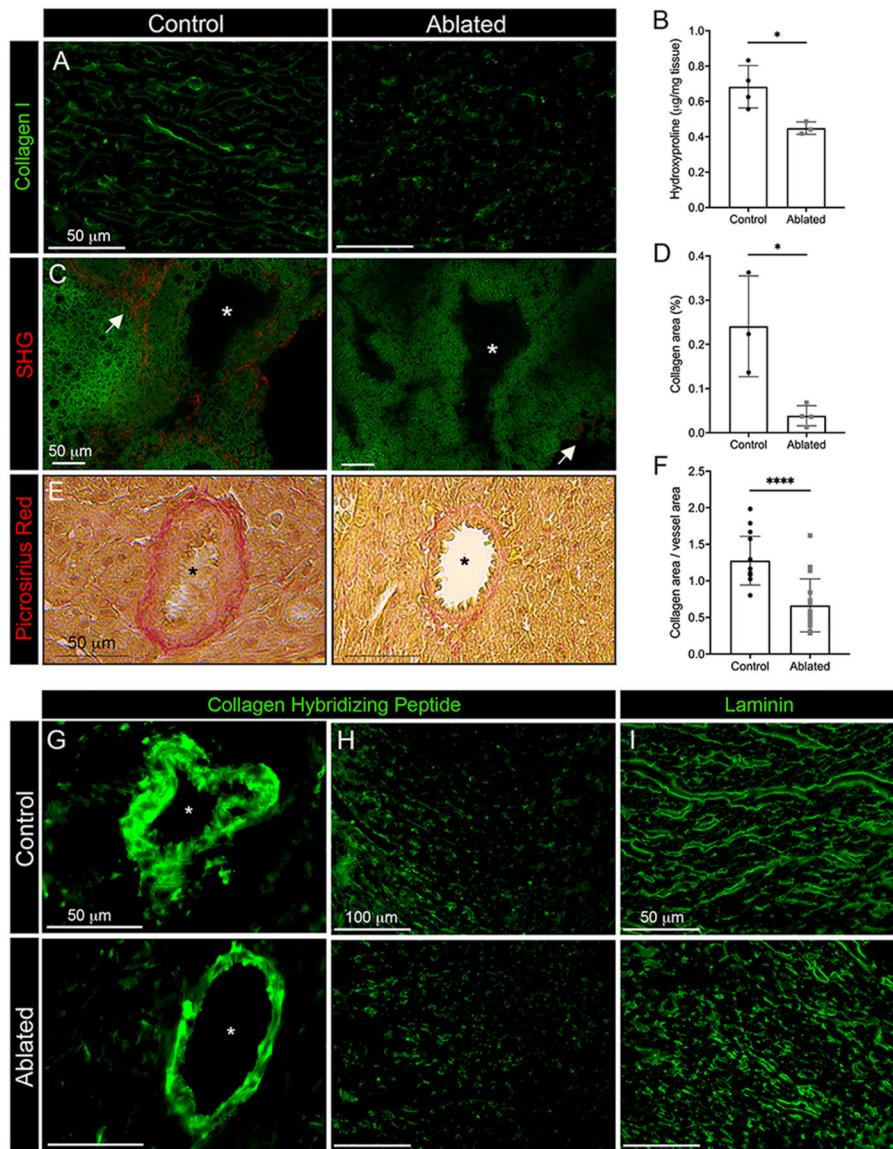 Control
Ablated
Collagen I
A
50 μm
B
*
Hydroxyproline (μg/mg tissue)
1.0
0.8
0.6
0.4
0.2
0.0
Control
Ablated
SHG
C
*
50 μm
*
D
*
Collagen area (%)
0.4
0.3
0.2
0.1
0.0
Control
Ablated
Picrosirius Red
E
*
50 μm
*
F
****
Collagen area / vessel area
2.5
2.0
1.5
1.0
0.5
0.0
Control
Ablated
Collagen Hybridizing Peptide
Laminin
Control
G
*
50 μm
H
100 μm
I
50 μm
Ablated
*